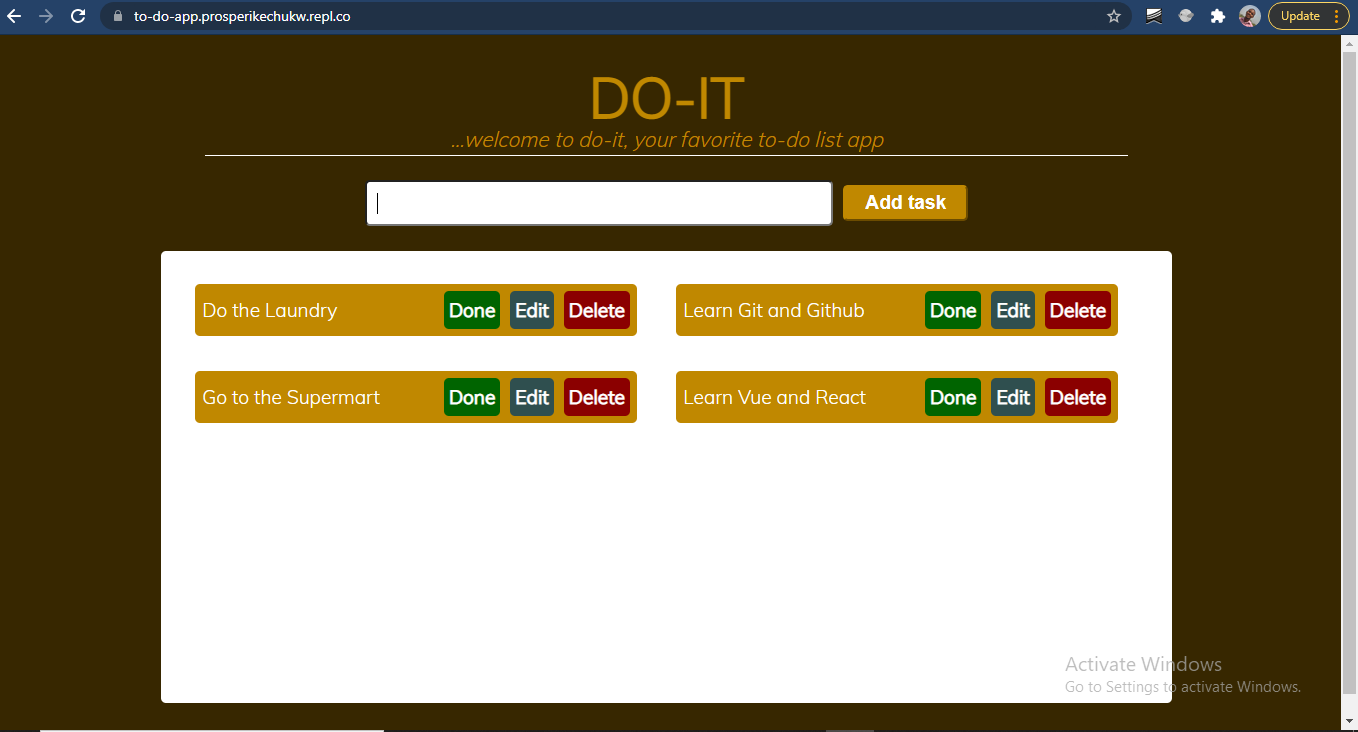 to-do-app.prosperikechukw.repl.co
Update
DO-IT
...welcome to do-it, your favorite to-do list app
Add task
Do the Laundry Done Edit Delete
Learn Git and Github Done Edit Delete
Go to the Supermart Done Edit Delete
Learn Vue and React Done Edit Delete
Activate Windows
Go to Settings to activate Windows.